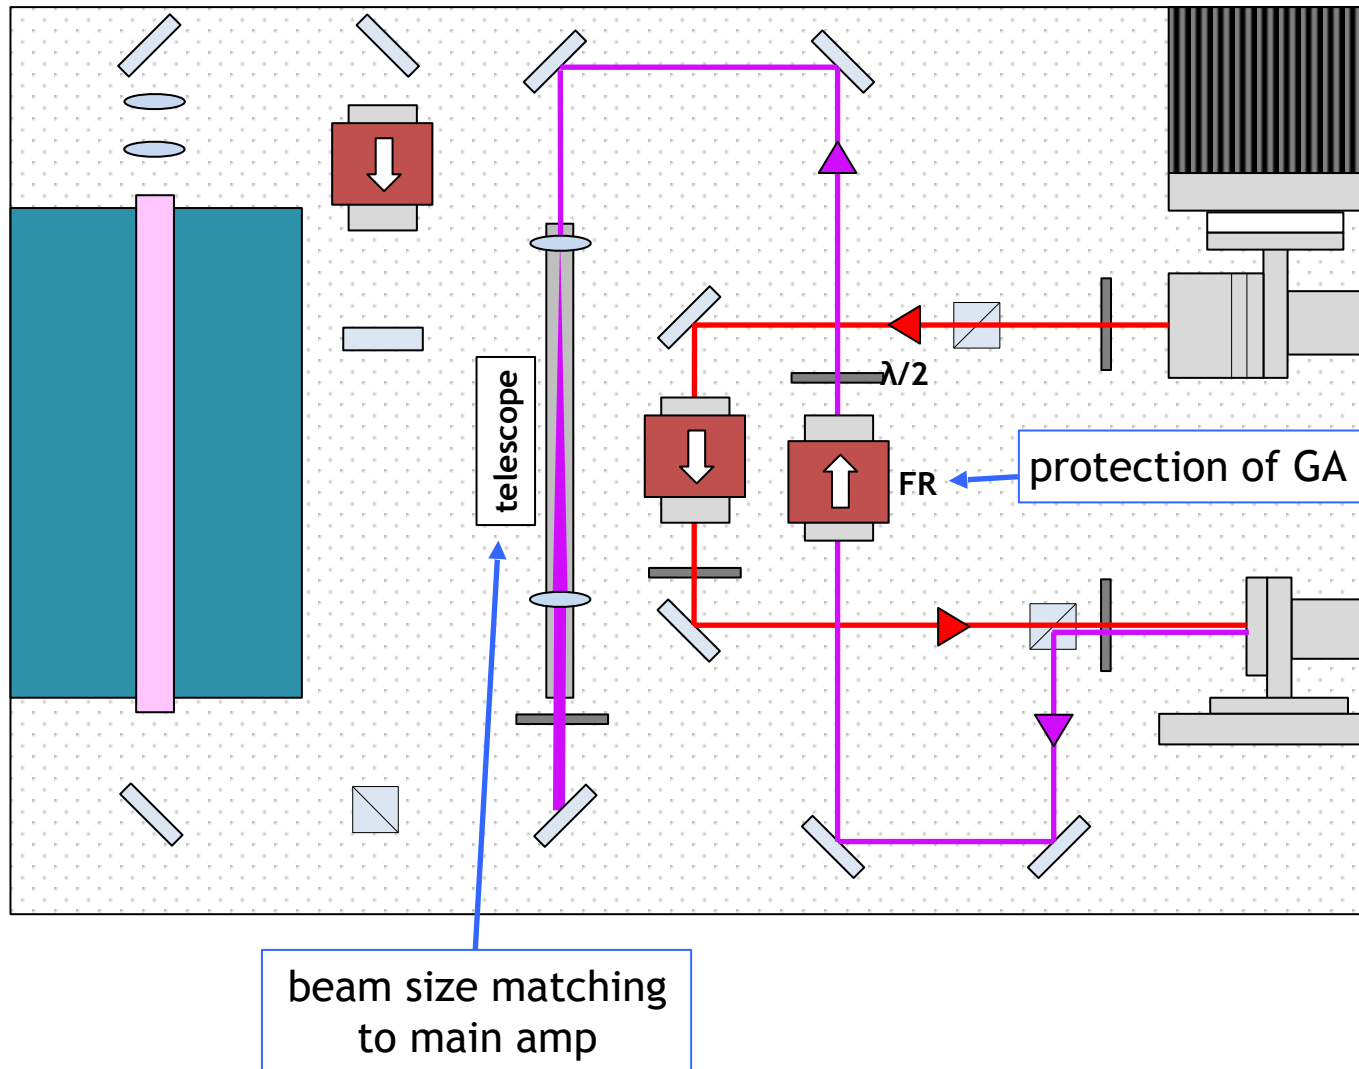 λ/2
telescope
FR
protection of GA
beam size matching
to main amp